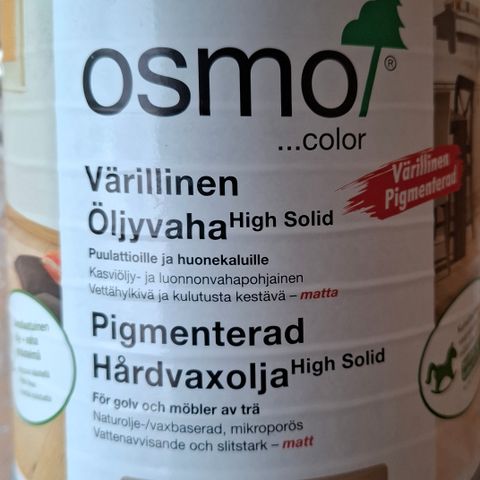 osmo
®
...color
Värillinen
Pigmenterad
Värillinen
Öljyvaha High Solid
Puulattioille ja huonekaluille
Kasviöljy- ja luonnonvahapohjainen
Vettähylkivä ja kulutusta kestävä – matta
Pigmenterad
Hårdvaxolja High Solid
För golv och möbler av trä
Naturolje-/vaxbaserad, mikroporös
Vattenavvisande och slitstark – matt